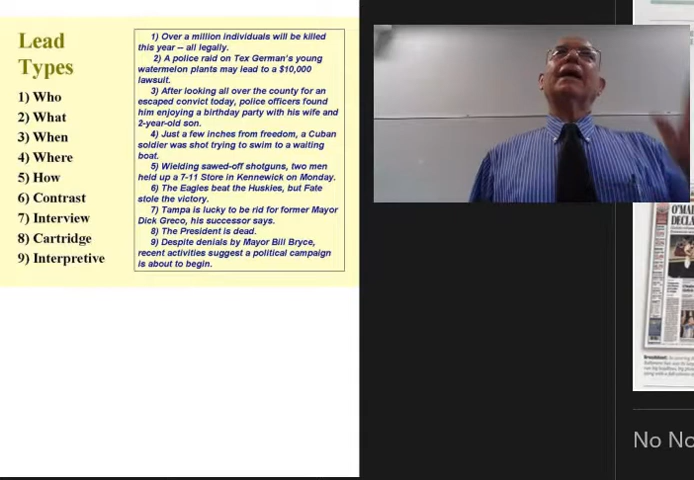 Lead
Types
1) Who
2) What
3) When
4) Where
5) How
6) Contrast
7) Interview
8) Cartridge
9) Interpretive
1) Over a million individuals will be killed
this year -- all legally.
2) A police raid on Tex German's young
watermelon plants may lead to a $10,000
lawsuit.
3) After looking all over the county for an
escaped convict today, police officers found
him enjoying a birthday party with his wife and
2-year-old son.
4) Just a few inches from freedom, a Cuban
soldier was shot trying to swim to a waiting
boat.
5) Wielding sawed-off shotguns, two men
held up a 7-11 Store in Kennewick on Monday.
6) The Eagles beat the Huskies, but Fate
stole the victory.
7) Tampa is lucky to be rid for former Mayor
Dick Greco, his successor says.
8) The President is dead.
9) Despite denials by Mayor Bill Bryce,
recent activities suggest a political campaign
is about to begin.
O'MA
DECLA
No No